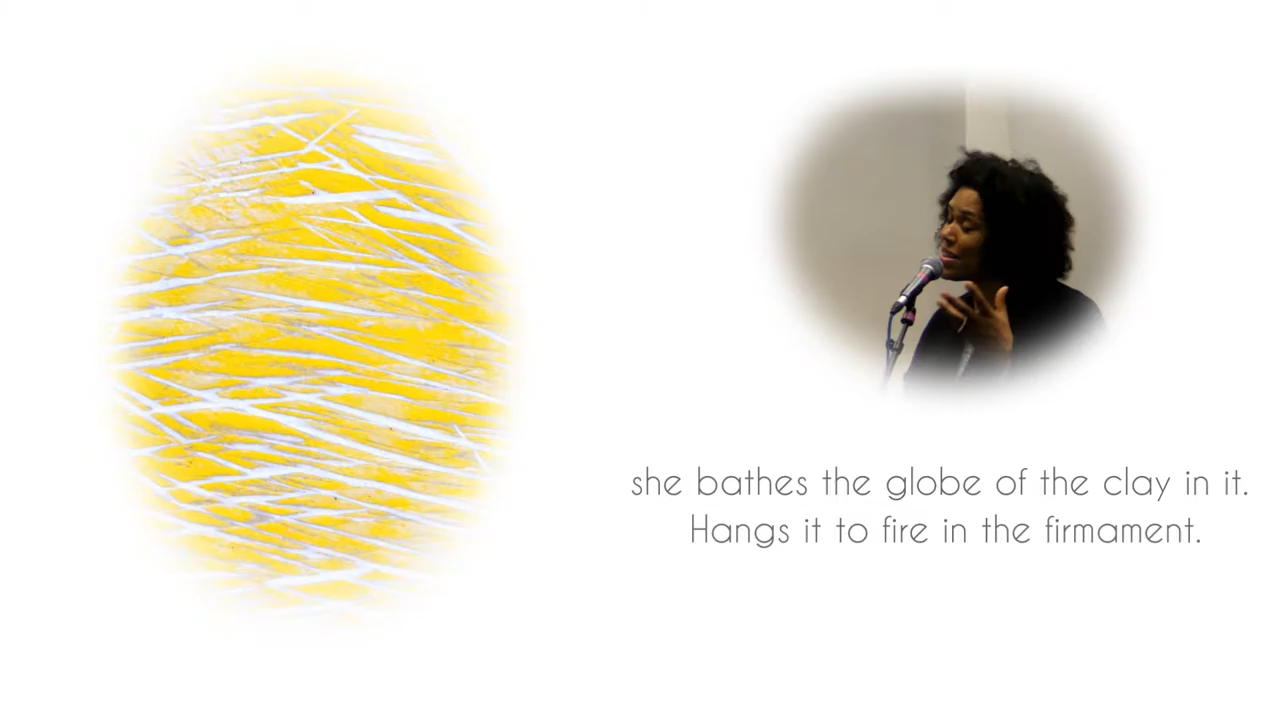 she bathes the globe of the clay in it.
Hangs it to fire in the firmament.